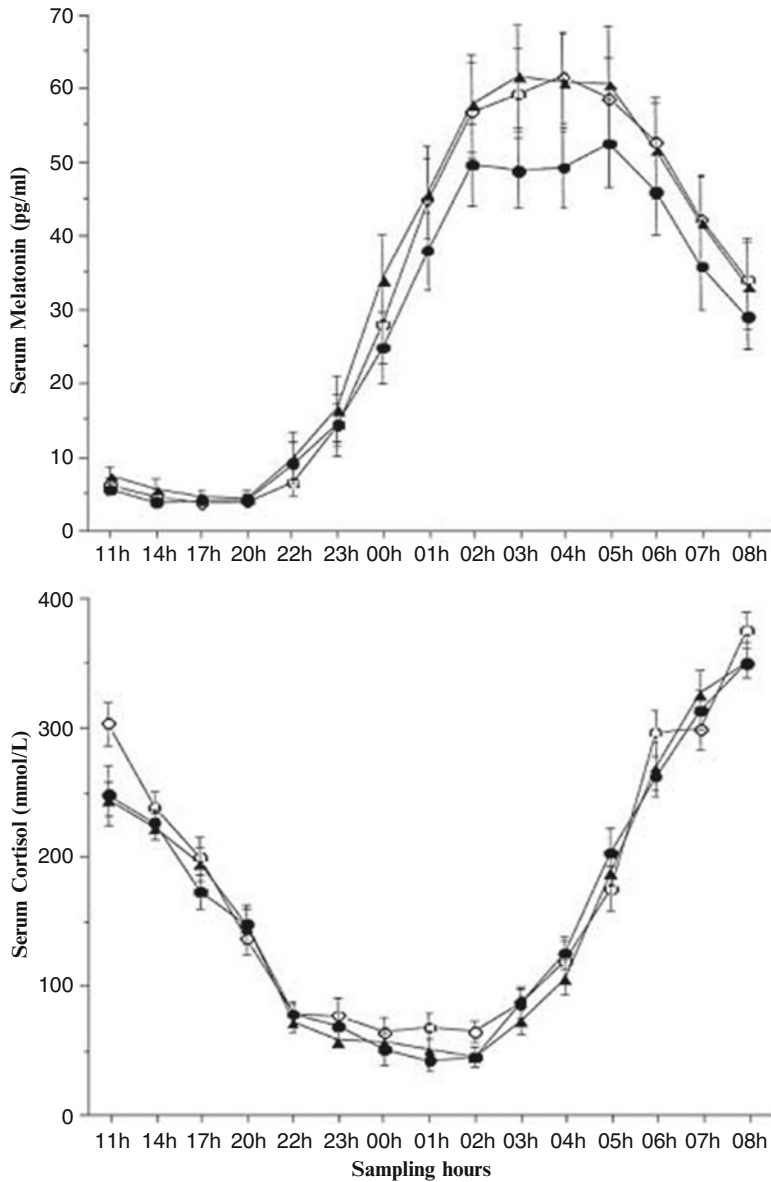 70
60
50
40
30
20
10
0
Serum Melatonin (pg/ml)
11h 14h 17h 20h 22h 23h 00h 01h 02h 03h 04h 05h 06h 07h 08h
400
300
200
100
0
Serum Cortisol (mmol/L)
11h 14h 17h 20h 22h 23h 00h 01h 02h 03h 04h 05h 06h 07h 08h
Sampling hours